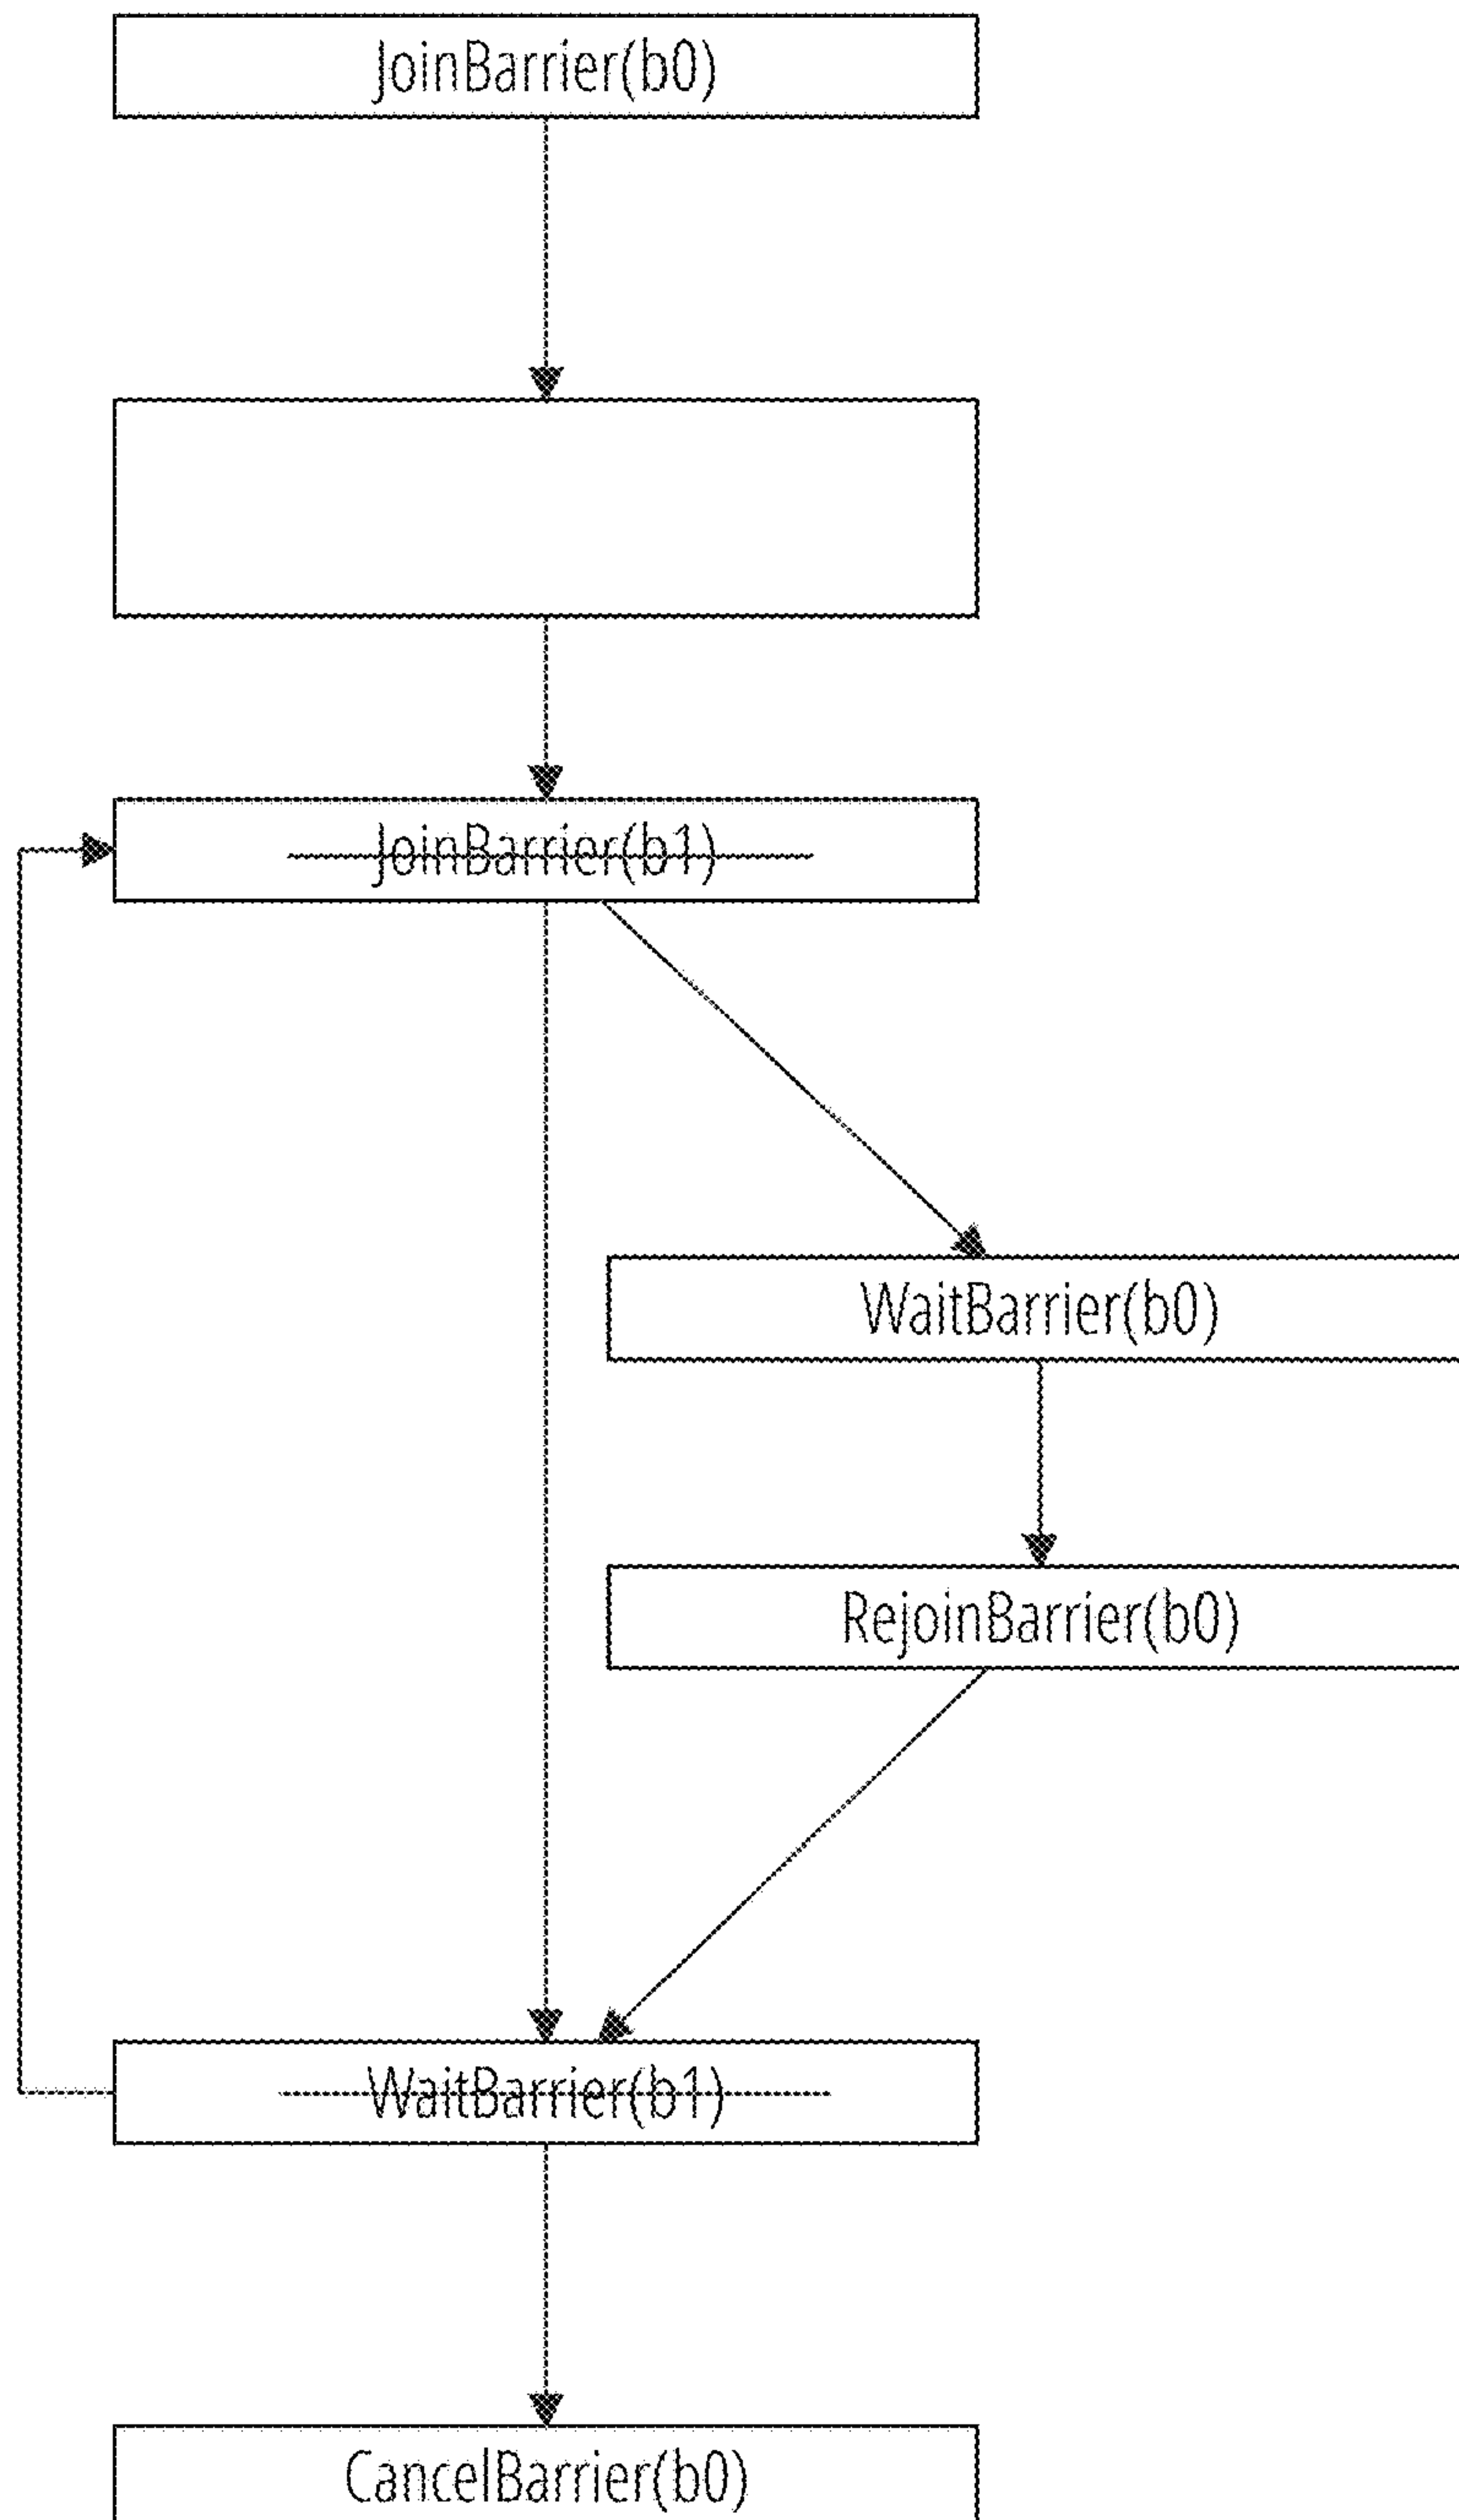 JoinBarrier(b0)
JoinBarrier(b1)
WaitBarrier(b0)
RejoinBarrier(b0)
WaitBarrier(b1)
CancelBarrier(b0)